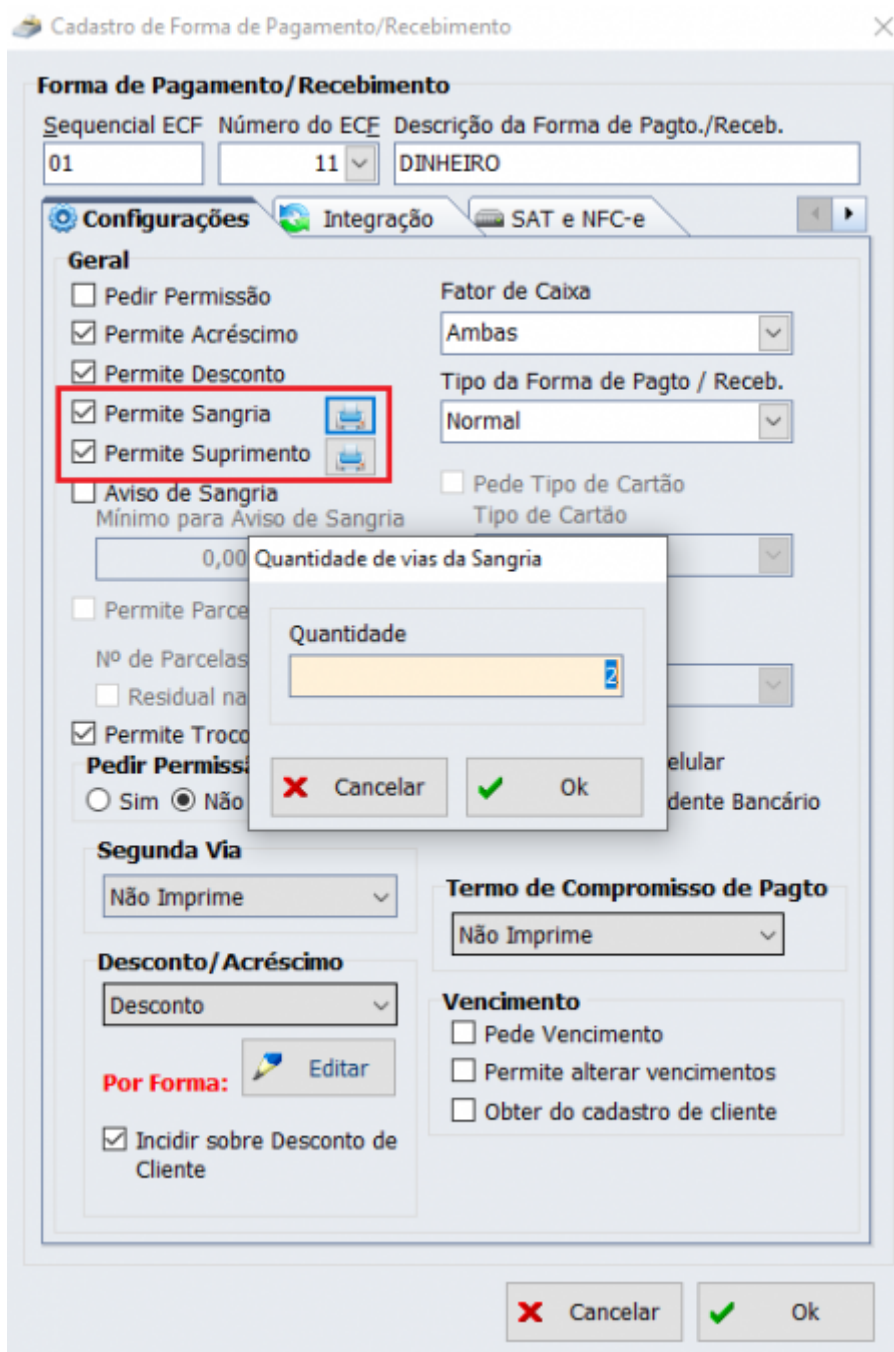 Cadastro de Forma de Pagamento/Recebimento
Forma de Pagamento/Recebimento
Sequencial ECF Número do ECF Descrição da Forma de Pagto./Receb.
01 11 DINHEIRO
Configurações Integração SAT e NFC-e
Geral
Pedir Permissão
Fator de Caixa
Permite Acréscimo
Ambas
Permite Desconto
Tipo da Forma de Pagto / Receb.
Permite Sangria
Normal
Permite Suprimento
Aviso de Sangria
Pede Tipo de Cartão
Mínimo para Aviso de Sangria
Tipo de Cartão
0,00
Quantidade de vias da Sangria
Quantidade
2
Cancelar Ok
Permite Parce
Nº de Parcelas
Residual na
Permite Troco
Pedir Permissã
elular
Sim Não
dente Bancário
Segunda Via
Não Imprime
Termo de Compromisso de Pagto
Não Imprime
Desconto/Acréscimo
Desconto
Vencimento
Pede Vencimento
Por Forma: Editar
Permite alterar vencimentos
Obter do cadastro de cliente
Incidir sobre Desconto de
Cliente
Cancelar Ok